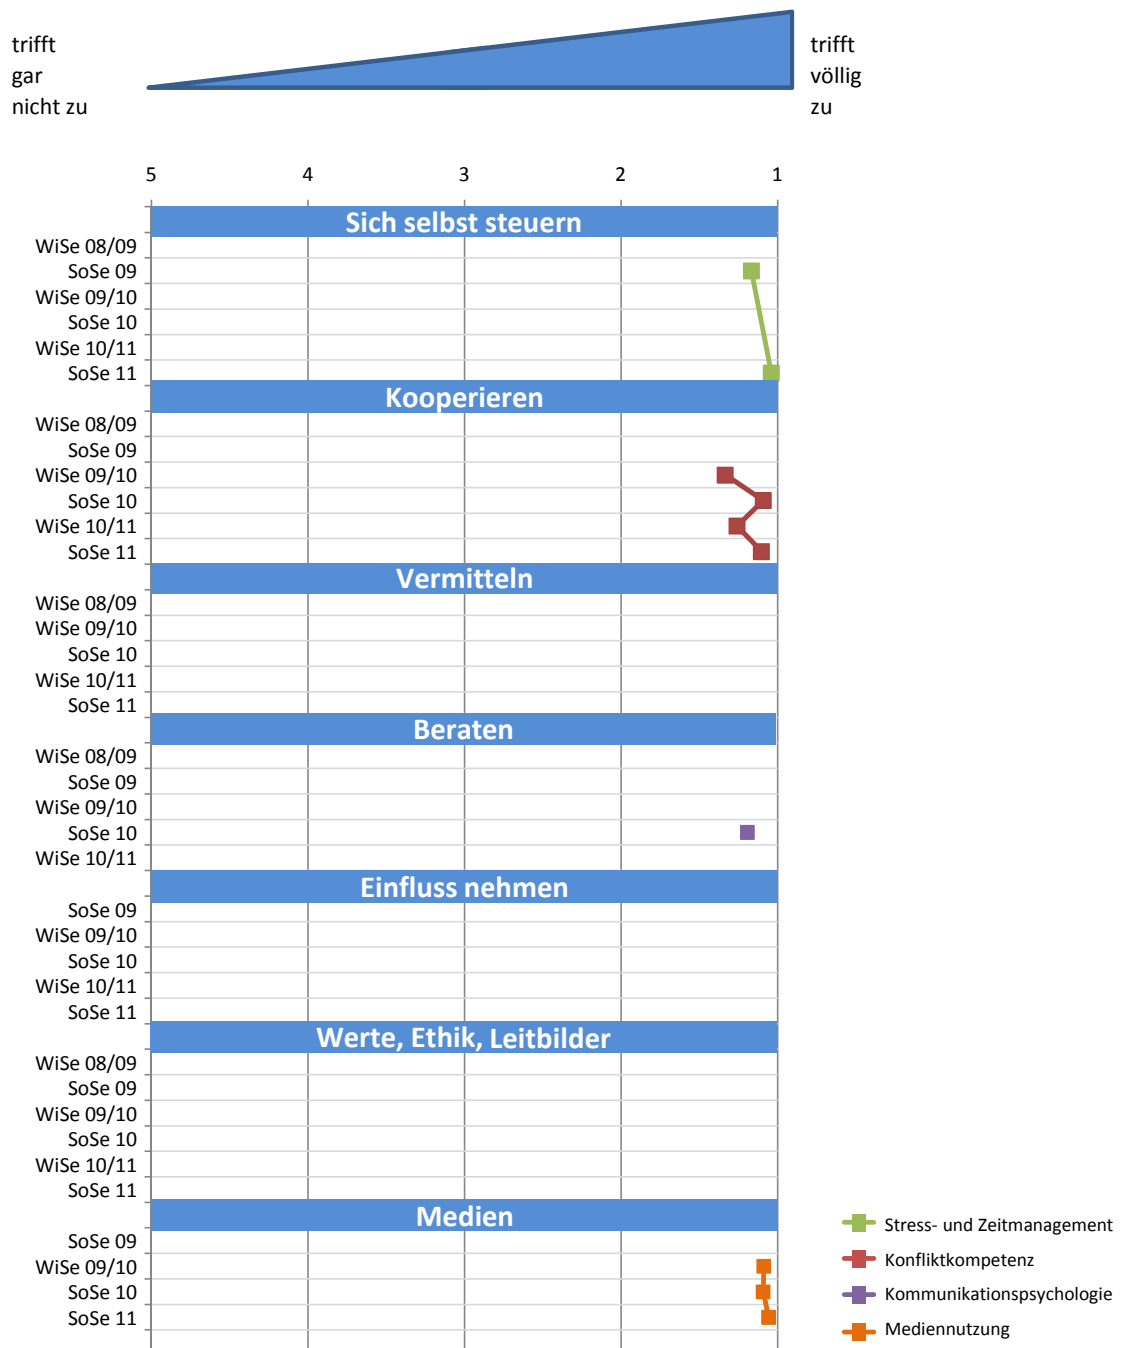 trifft
gar
nicht zu
trifft
völlig
zu
5 4 3 2 1
Sich selbst steuern
WiSe 08/09
SoSe 09
WiSe 09/10
SoSe 10
WiSe 10/11
SoSe 11
Kooperieren
WiSe 08/09
SoSe 09
WiSe 09/10
SoSe 10
WiSe 10/11
SoSe 11
Vermitteln
WiSe 08/09
WiSe 09/10
SoSe 10
WiSe 10/11
SoSe 11
Beraten
WiSe 08/09
SoSe 09
WiSe 09/10
SoSe 10
WiSe 10/11
Einfluss nehmen
SoSe 09
WiSe 09/10
SoSe 10
WiSe 10/11
SoSe 11
Werte, Ethik, Leitbilder
WiSe 08/09
SoSe 09
WiSe 09/10
SoSe 10
WiSe 10/11
SoSe 11
Medien
SoSe 09
WiSe 09/10
SoSe 10
SoSe 11
Stress- und Zeitmanagement
Konfliktkompetenz
Kommunikationspsychologie
Mediennutzung